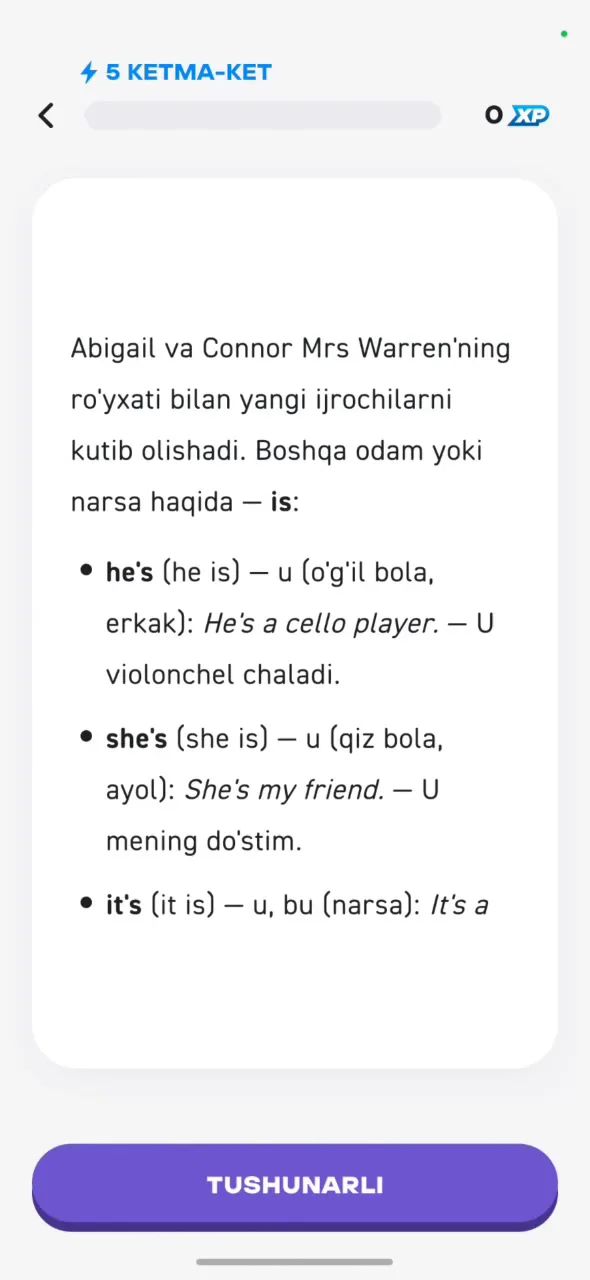 5 KETMA-KET
0 XP
Abigail va Connor Mrs Warren'ning
ro'yxati bilan yangi ijrochilarni
kutib olishadi. Boshqa odam yoki
narsa haqida — is:
• he's (he is) — u (o'g'il bola,
erkak): He's a cello player. — U
violonchel chaladi.
• she's (she is) — u (qiz bola,
ayol): She's my friend. — U
mening do'stim.
• it's (it is) — u, bu (narsa): It's a
TUSHUNARLI